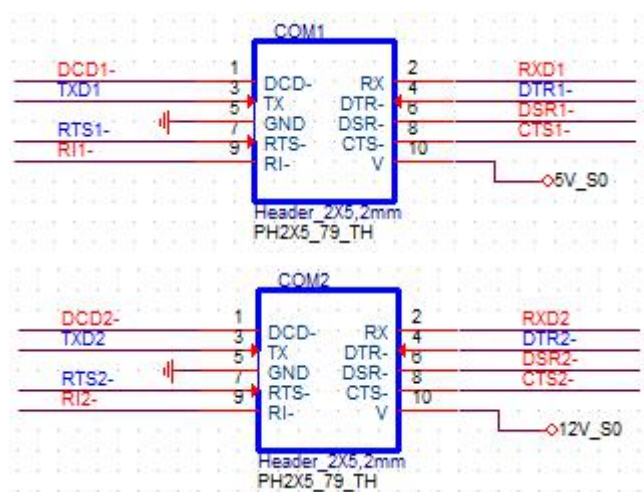 COM1
DCD1- 1 DCD- RX 2 RXD1
TXD1 3 TX DTR- 4 DTR1-
5 GND DSR- 6 DSR1-
RTS1- 7 RTS- CTS- 8 CTS1-
RI1- 9 RI- V 10
5V_S0
Header_2X5,2mm
PH2X5_79_TH
COM2
DCD2- 1 DCD- RX 2 RXD2
TXD2 3 TX DTR- 4 DTR2-
5 GND DSR- 6 DSR2-
RTS2- 7 RTS- CTS- 8 CTS2-
RI2- 9 RI- V 10
12V_S0
Header_2X5,2mm
PH2X5_79_TH